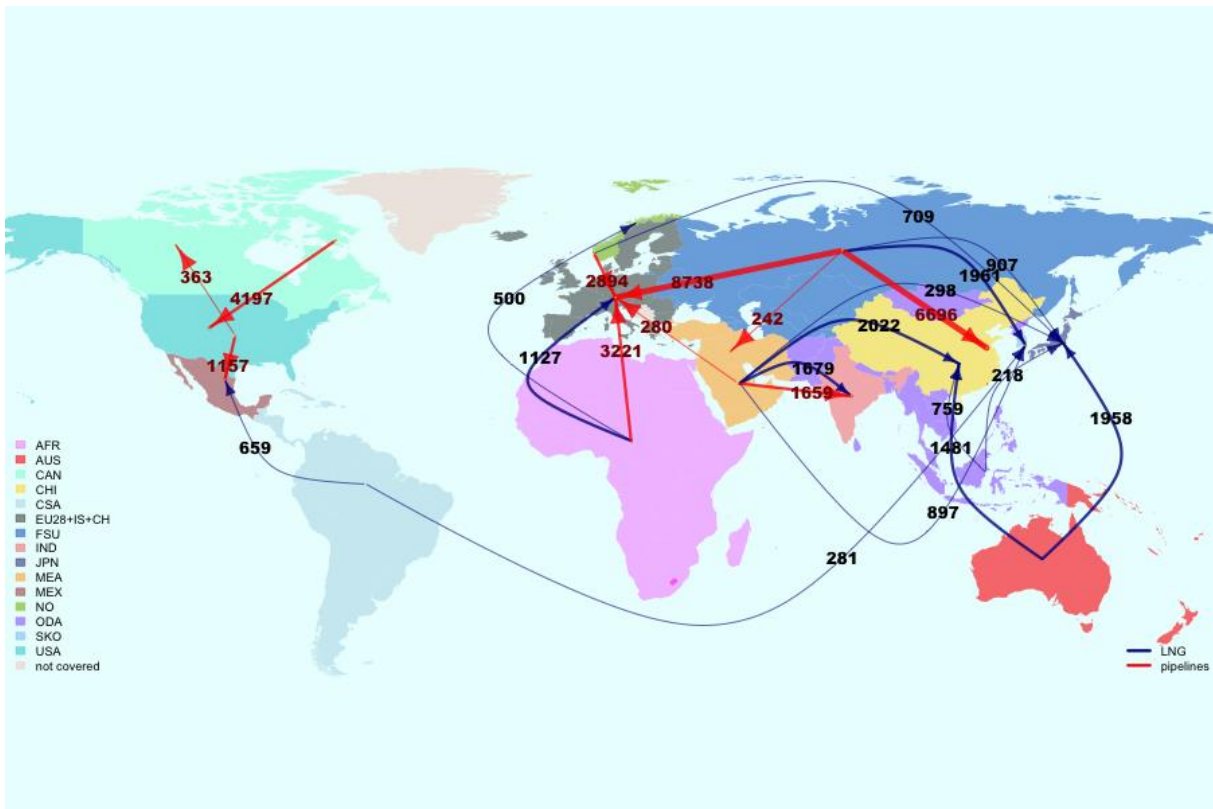 709
363
907
2894
8738
1961
298
4197
500
6696
242
280
2022
3221
1127
1157
1679
218
1659
759
1958
659
1481
AFR
AUS
CAN
CHI
CSA
EU28+IS+CH
FSU
IND
JPN
MEA
MEX
NO
ODA
SKO
USA
not covered
897
281
LNG
pipelines